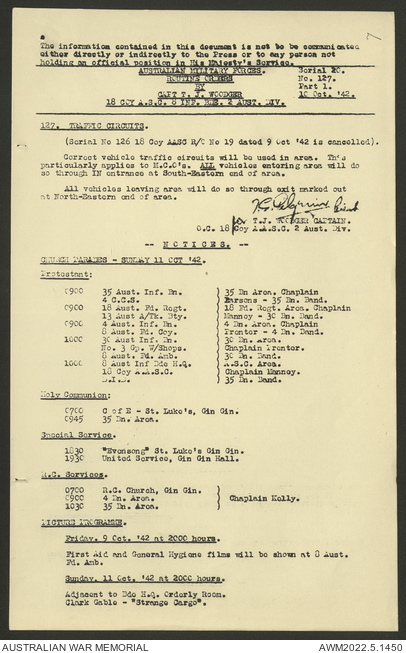 The information contained in this document is not to be communicated
either directly or indirectly to the Press or to any person not
holding an official position in His Majesty's Service.
AUSTRALIAN MILITARY FORCES. Serial 20.
ROUTINE ORDERS No. 127.
BY Part 1.
CAPT T. J. WOODGER 10 Oct. '42.
18 COY A.S.C. 8 INF. BDE. 2 AUST. DIV.
127. TRAFFIC CIRCUITS.
(Serial No 126 18 Coy AASC R/O No 19 dated 9 Oct '42 is cancelled).
Correct vehicle traffic circuits will be used in area. This
particularly applies to M.C.O's. ALL vehicles entering area will do
so through IN entrance at South-Eastern end of area.
All vehicles leaving area will do so through exit marked out
at North-Eastern end of area.
for T.J. WOODGER CAPTAIN.
O.C. 18 Coy A.A.S.C. 2 Aust. Div.
-- NOTICES. --
CHURCH PARADES - SUNDAY 11 OCT '42.
Protestant:
0900 35 Aust. Inf. Bn. } 35 Bn Area. Chaplain
4 C.C.S. Parsons - 35 Bn. Band.
0900 18 Aust. Fd. Regt. } 18 Fd. Regt. Area. Chaplain
13 Aust A/Tk. Bty. Mannoy - 30 Bn. Band.
0900 4 Aust Inf. Bn. } 4 Bn. Area. Chaplain
8 Aust. Fd. Coy. Trenter - 4 Bn. Band.
1000 30 Aust Inf. Bn. } 30 Bn. Area.
No. 3 Gp. W/Shops. Chaplain Trenter.
8 Aust. Fd. Amb. 30 Bn. Band.
1000 8 Aust Inf Bde H.Q. } A.S.C. Area.
18 Coy A.A.S.C. Chaplain Mannoy.
D.I.D. 35 Bn. Band.
Holy Communion:
0700 C of E - St. Luke's, Gin Gin.
0945 35 Bn. Area.
Special Service.
1830 "Evensong" St. Luke's Gin Gin.
1930 United Service, Gin Gin Hall.
R.C. Services.
0700 R.C. Church, Gin Gin. }
0900 4 Bn. Area. } Chaplain Kelly.
1030 35 Bn. Area. }
PICTURE PROGRAMME.
Friday, 9 Oct. '42 at 2000 hours.
First Aid and General Hygiene films will be shown at 8 Aust.
Fd. Amb.
Sunday, 11 Oct. '42 at 2000 hours.
Adjacent to Bde H.Q. Orderly Room.
Clark Gable - "Strange Cargo".
AUSTRALIAN WAR MEMORIAL AWM2022.5.1450